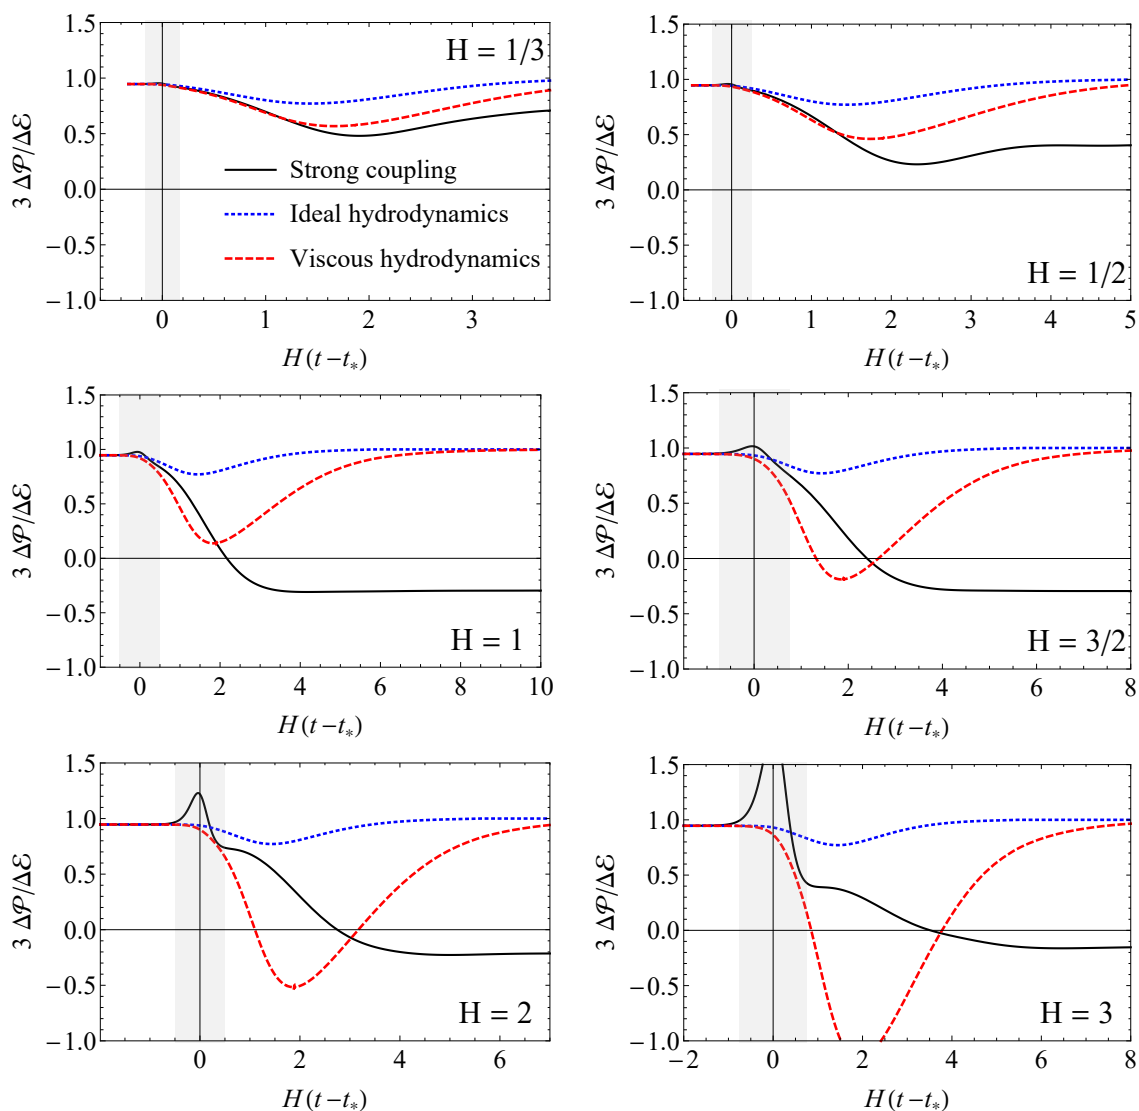 1.5
1.0
0.5
0.0
−0.5
−1.0
3 Δ𝒫/Δℰ
H = 1/3
Strong coupling
Ideal hydrodynamics
Viscous hydrodynamics
0 1 2 3
H(t−t*)
1.5
1.0
0.5
0.0
−0.5
−1.0
3 Δ𝒫/Δℰ
H = 1/2
0 1 2 3 4 5
H(t−t*)
1.5
1.0
0.5
0.0
−0.5
−1.0
3 Δ𝒫/Δℰ
H = 1
0 2 4 6 8 10
H(t−t*)
1.5
1.0
0.5
0.0
−0.5
−1.0
3 Δ𝒫/Δℰ
H = 3/2
0 2 4 6 8
H(t−t*)
1.5
1.0
0.5
0.0
−0.5
−1.0
3 Δ𝒫/Δℰ
H = 2
0 2 4 6
H(t−t*)
1.5
1.0
0.5
0.0
−0.5
−1.0
3 Δ𝒫/Δℰ
H = 3
−2 0 2 4 6 8
H(t−t*)